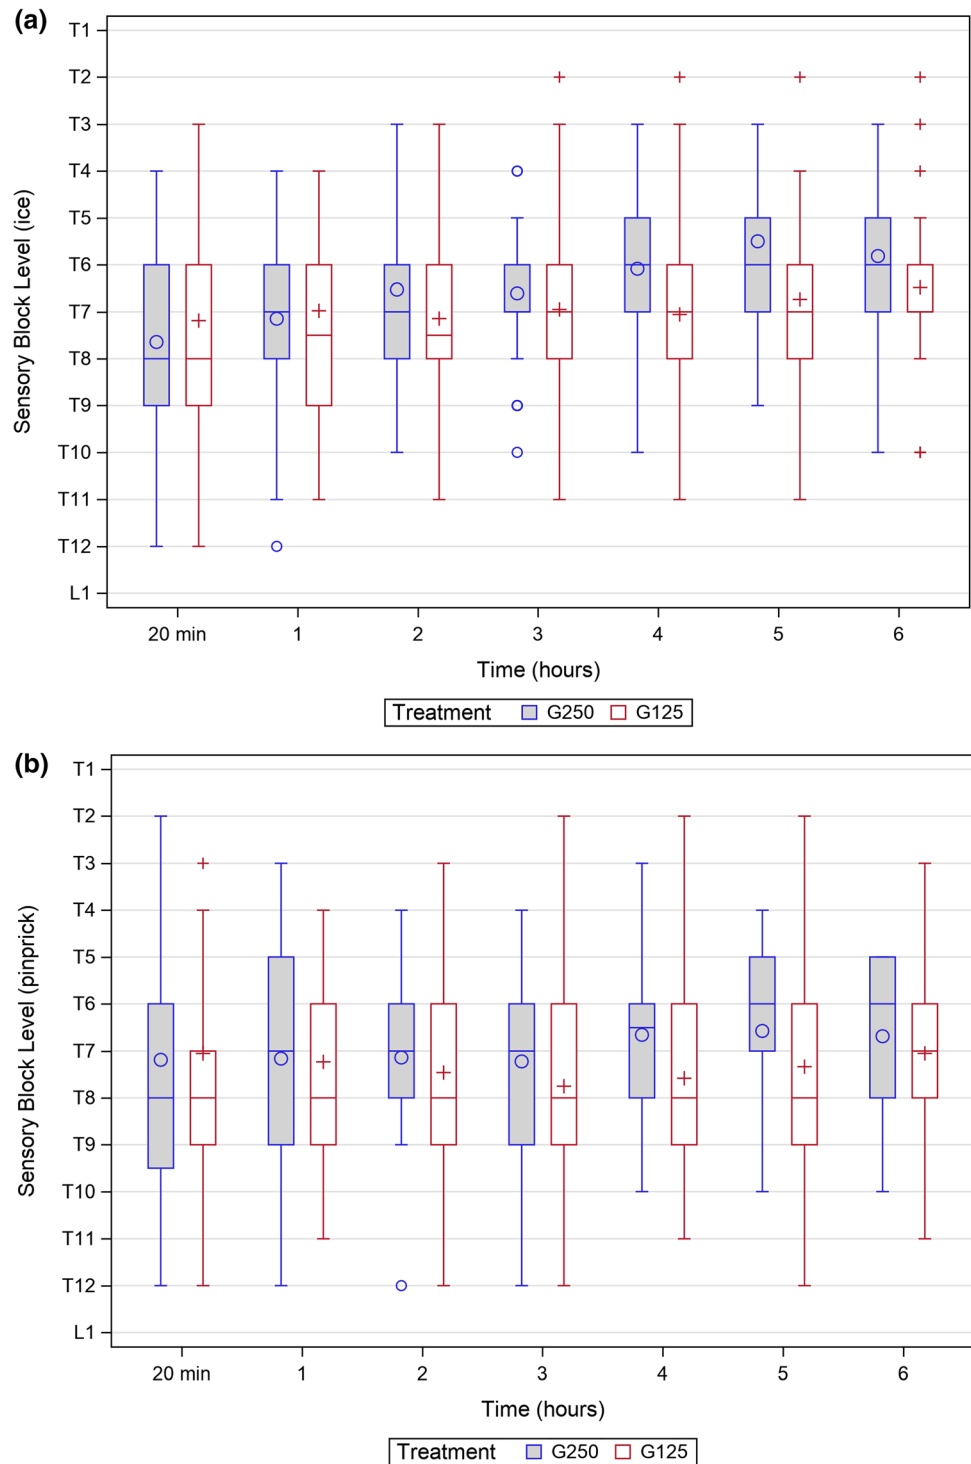 (a)
Sensory Block Level (ice)
T1
T2
T3
T4
T5
T6
T7
T8
T9
T10
T11
T12
L1
20 min 1 2 3 4 5 6
Time (hours)
Treatment G250 G125
(b)
Sensory Block Level (pinprick)
T1
T2
T3
T4
T5
T6
T7
T8
T9
T10
T11
T12
L1
20 min 1 2 3 4 5 6
Time (hours)
Treatment G250 G125